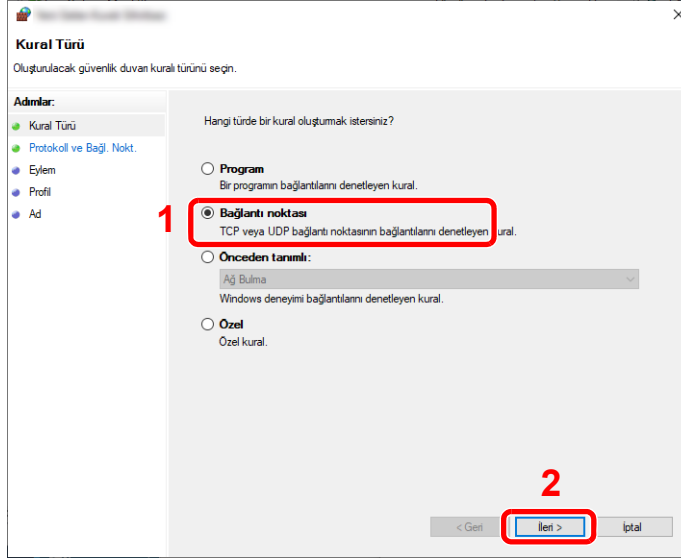 Kural Türü
Oluşturulacak güvenlik duvarı kuralı türünü seçin.
Adımlar:
Kural Türü
Protokoll ve Bağl. Nokt.
Eylem
Profil
Ad
Hangi türde bir kural oluşturmak istersiniz?
Program
Bir programın bağlantılarını denetleyen kural.
1
Bağlantı noktası
TCP veya UDP bağlantı noktasının bağlantılarını denetleyen kural.
Önceden tanımlı:
Ağ Bulma
Windows deneyimi bağlantılarını denetleyen kural.
Özel
Özel kural.
2
< Geri
İleri >
İptal